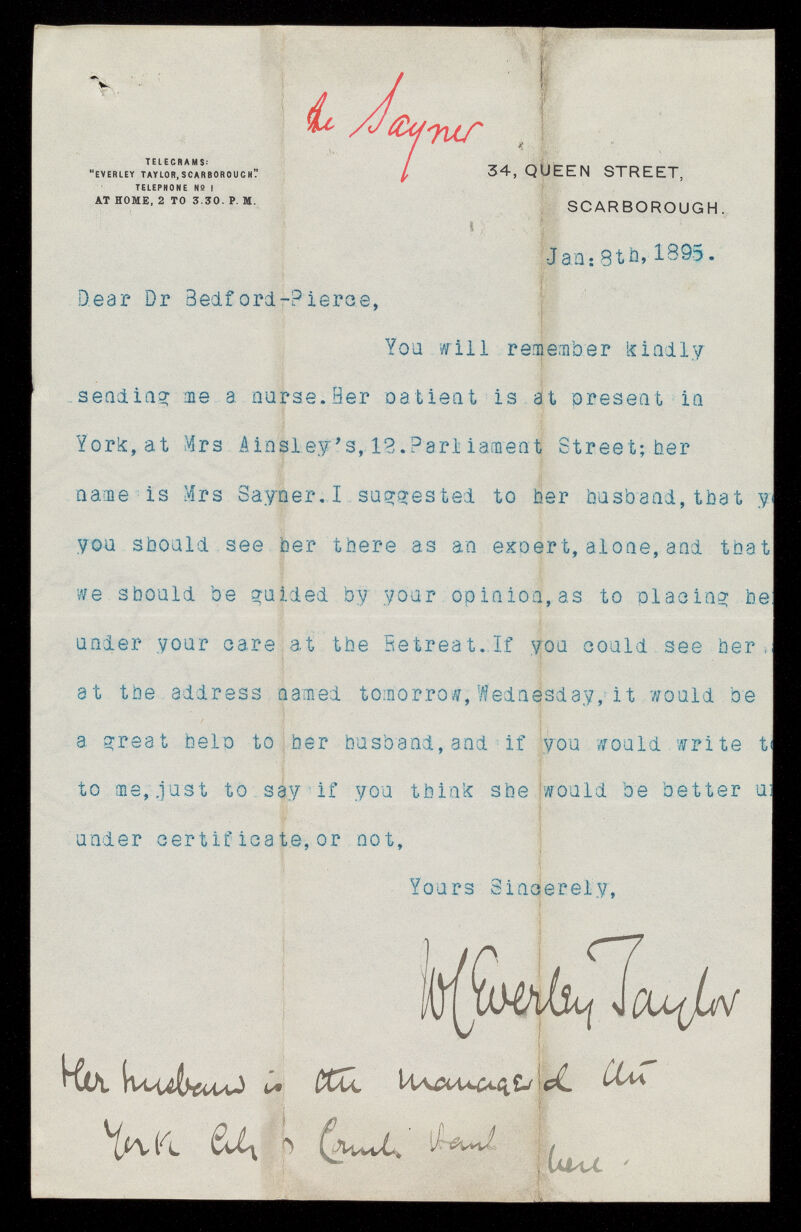 Re Sayner
TELEGRAMS:
"EVERLEY TAYLOR, SCARBOROUGH".
TELEPHONE Nº 1
AT HOME, 2 TO 3.30. P.M.
34, QUEEN STREET,
SCARBOROUGH.
Jan: 8th, 1895.
Dear Dr Bedford-Pierce,
You will remember kindly
sending me a nurse. Her patient is at present in
York, at Mrs Ainsley's, 12. Parliament Street; her
name is Mrs Sayner. I suggested to her husband, that y
you should see her there as an expert, alone, and that
we should be guided by your opinion, as to placing he
under your care at the Retreat. If you could see her
at the address named tomorrow, Wednesday, it would be
a great help to her husband, and if you would write t
to me, just to say if you think she would be better u
under certificate, or not,
Yours Sincerely,
W C Everley Taylor
Her husband is the manager of the
York City & County Bank here.